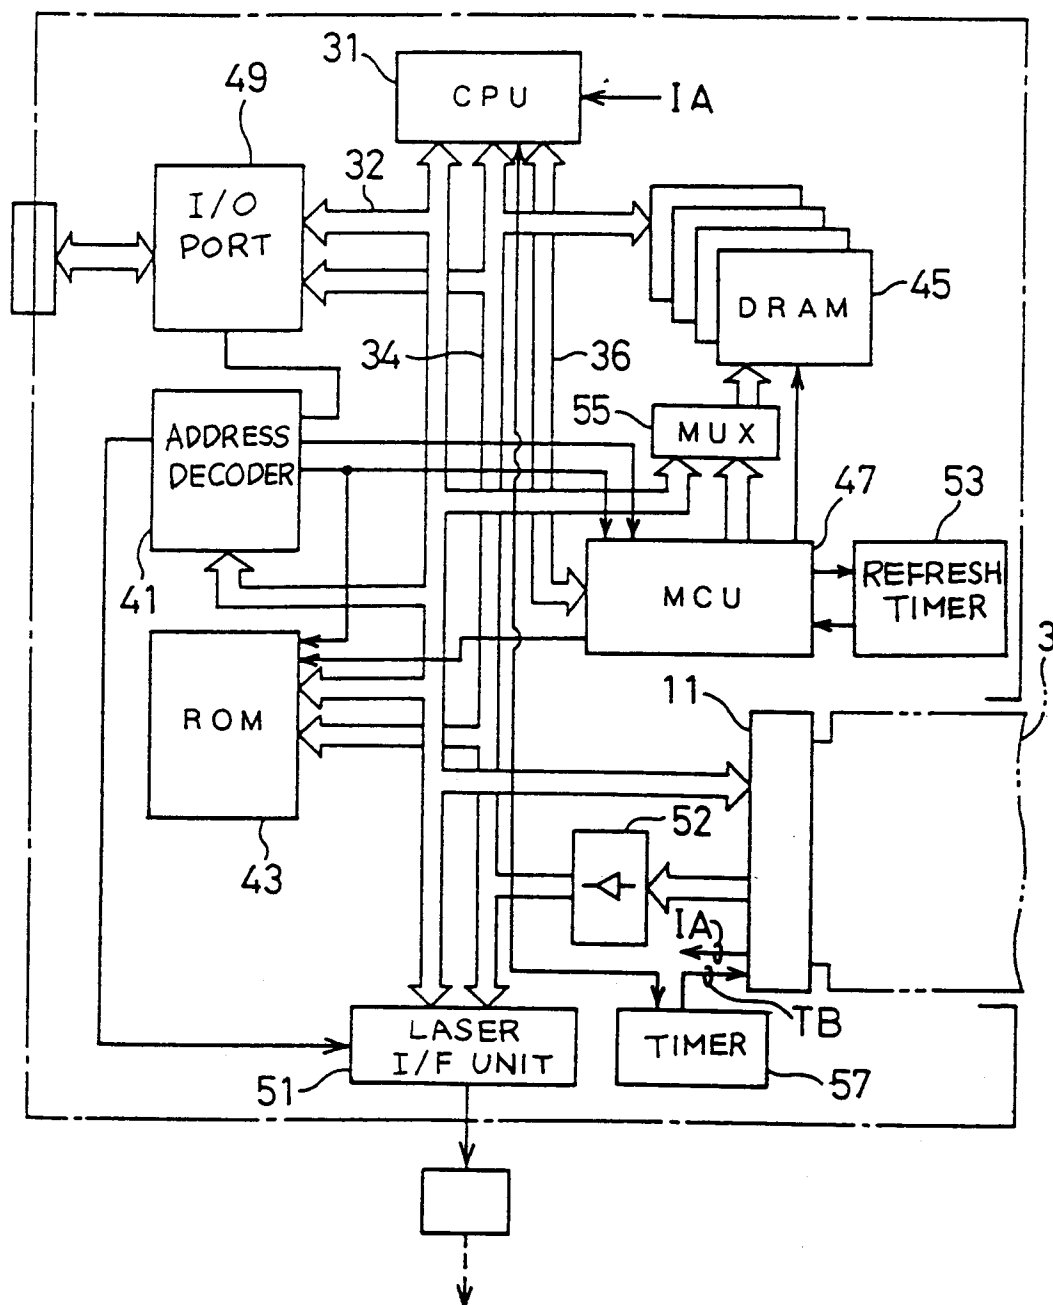 31
CPU
IA
49
I/O
PORT
32
DRAM
45
34
36
55
MUX
ADDRESS
DECODER
41
47
MCU
53
REFRESH
TIMER
3
ROM
43
11
52
IA
TB
LASER
I/F UNIT
51
TIMER
57